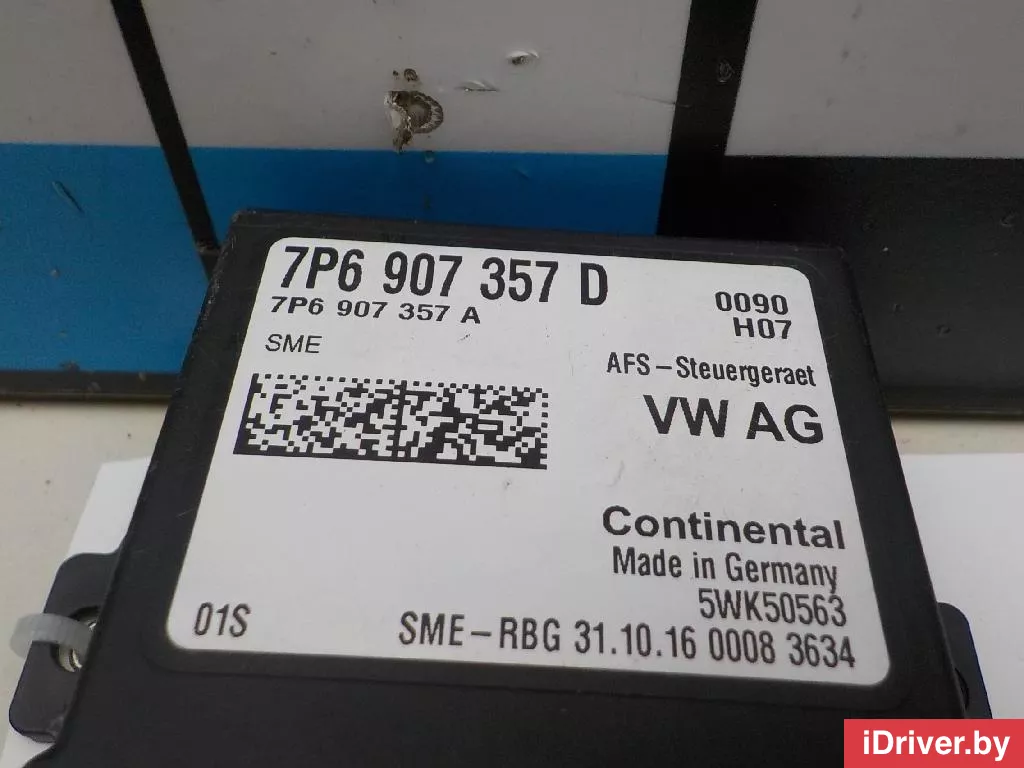 7P6 907 357 D
7P6 907 357 A
SME
0090
H07
AFS-Steuergeraet
VW AG
Continental
Made in Germany
5WK50563
01S
SME-RBG 31.10.16 0008 3634
iDriver.by